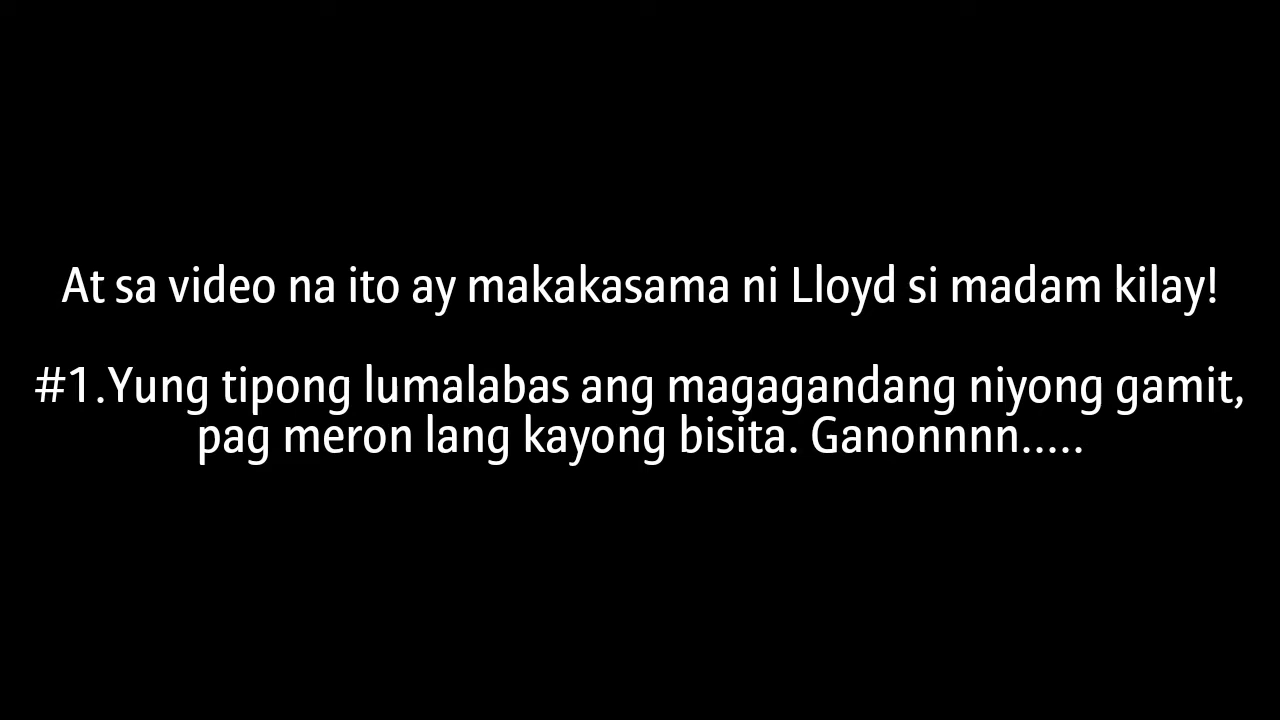 At sa video na ito ay makakasama ni Lloyd si madam kilay!
#1.Yung tipong lumalabas ang magagandang niyong gamit,
pag meron lang kayong bisita. Ganonnnn.....